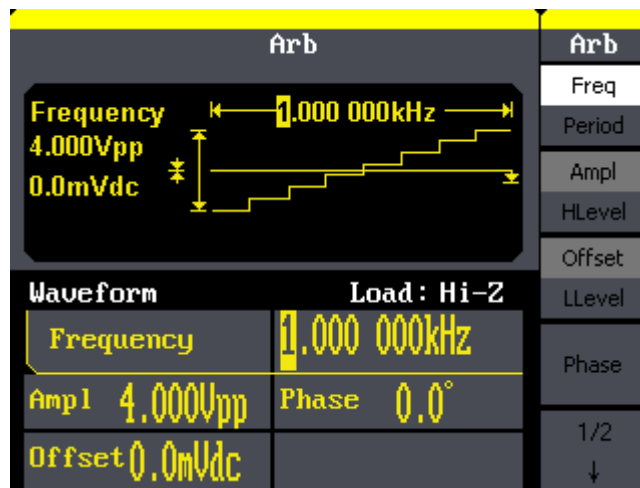 Arb
Arb
Frequency 1.000 000kHz
4.000Vpp
0.0mVdc
Freq
Period
Ampl
HLevel
Offset
LLevel
Phase
1/2
↓
Waveform Load: Hi-Z
Frequency 1.000 000kHz
Ampl 4.000Vpp Phase 0.0°
Offset 0.0mVdc